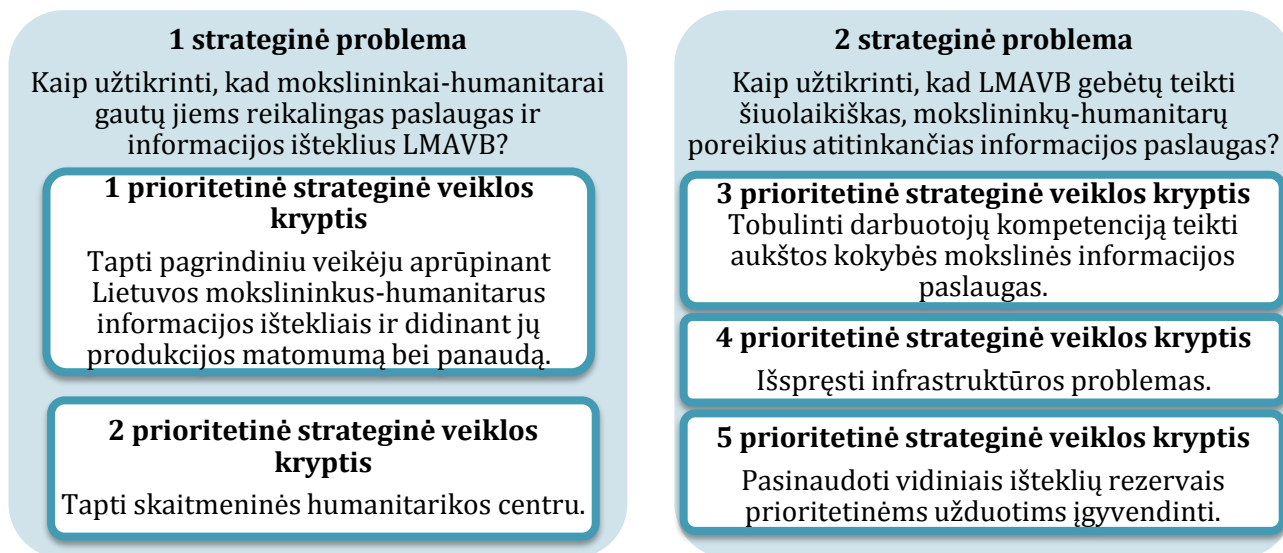 1 strateginė problema
Kaip užtikrinti, kad mokslininkai-humanitarai
gautų jiems reikalingas paslaugas ir
informacijos išteklius LMAVB?
1 prioritetinė strateginė veiklos
kryptis
Tapti pagrindiniu veikėju aprūpinant
Lietuvos mokslininkus-humanitarus
informacijos ištekliais ir didinant jų
produkcijos matomumą bei panaudą.
2 prioritetinė strateginė veiklos
kryptis
Tapti skaitmeninės humanitarikos centru.
2 strateginė problema
Kaip užtikrinti, kad LMAVB gebėtų teikti
šiuolaikiškas, mokslininkų-humanitarų
poreikius atitinkančias informacijos paslaugas?
3 prioritetinė strateginė veiklos kryptis
Tobulinti darbuotojų kompetenciją teikti
aukštos kokybės mokslinės informacijos
paslaugas.
4 prioritetinė strateginė veiklos kryptis
Išspręsti infrastruktūros problemas.
5 prioritetinė strateginė veiklos kryptis
Pasinaudoti vidiniais išteklių rezervais
prioritetinėms užduotims įgyvendinti.